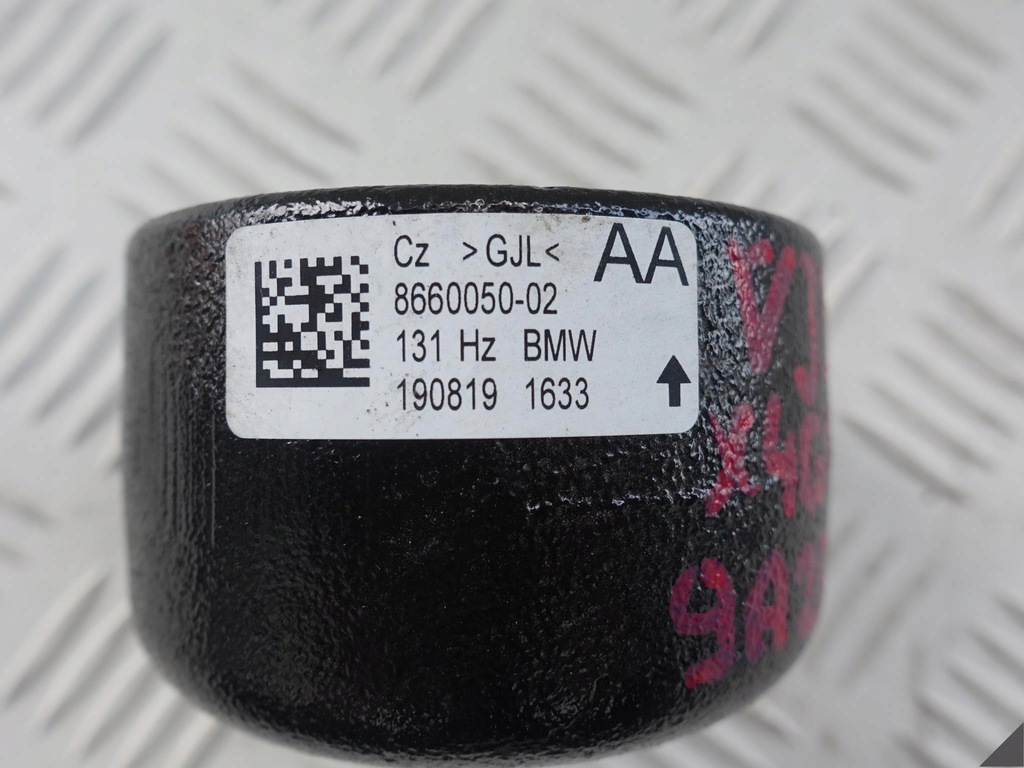 Cz >GJL< AA
8660050-02
131 Hz BMW
190819 1633